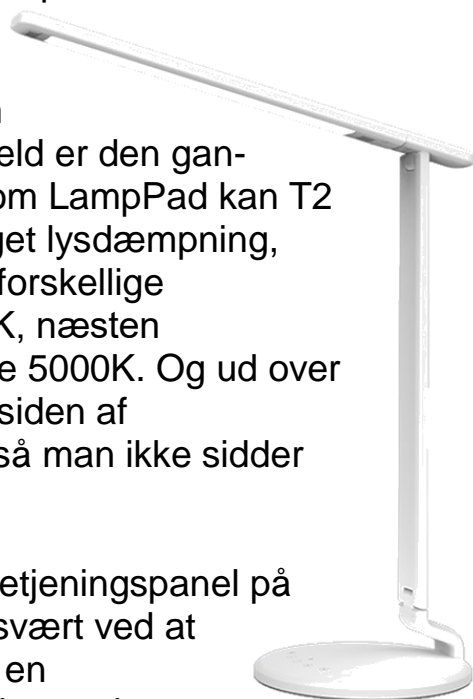 eld er den gan-
om LampPad kan T2
get lysdæmpning,
forskellige
K, næsten
e 5000K. Og ud over
siden af
så man ikke sidder
etjeningspanel på
svært ved at
en